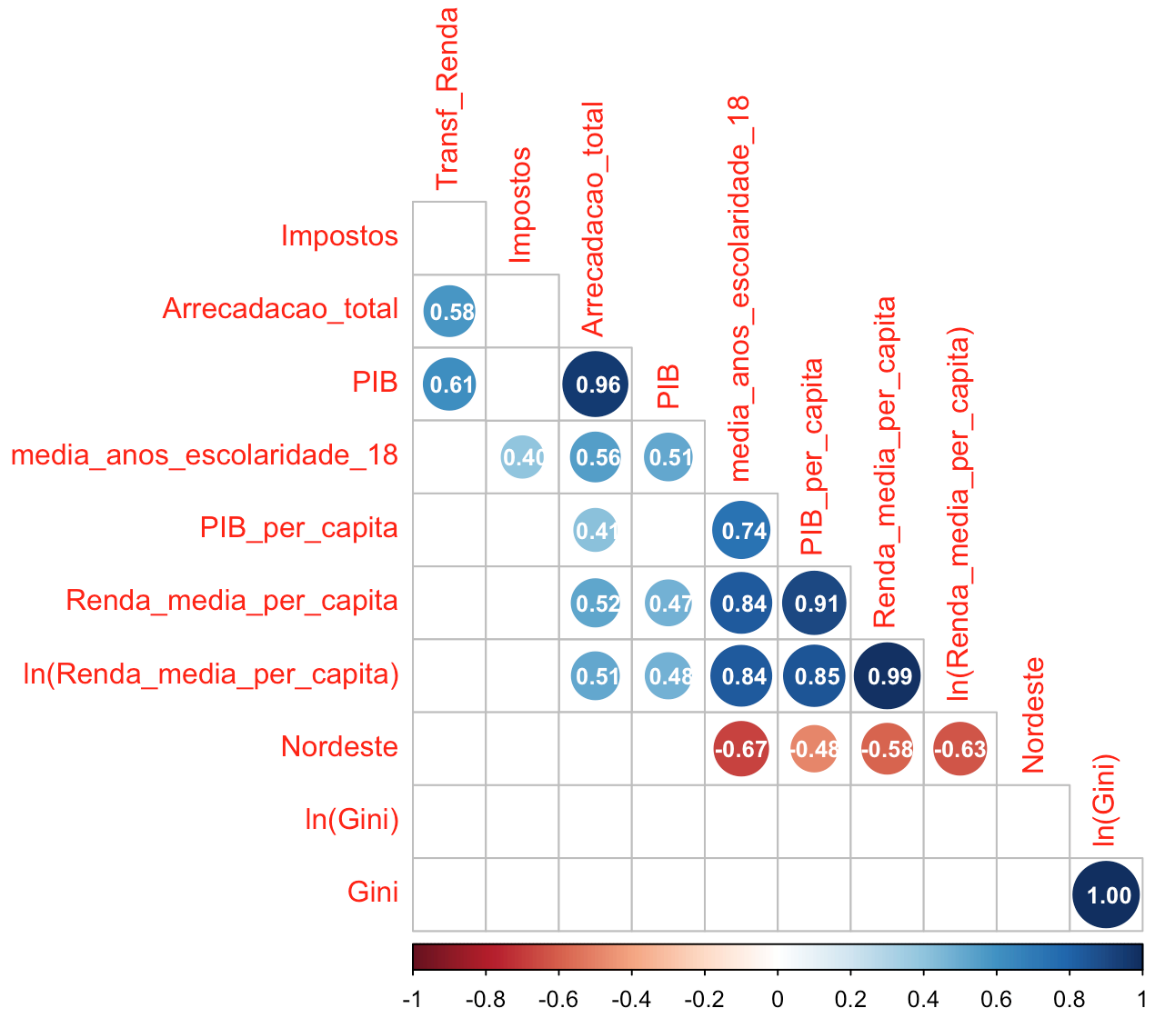 Transf_Renda
Impostos
Arrecadacao_total
PIB
media_anos_escolaridade_18
PIB_per_capita
Renda_media_per_capita
ln(Renda_media_per_capita)
Nordeste
ln(Gini)
Impostos
Arrecadacao_total 0.58
PIB 0.61 0.96
media_anos_escolaridade_18 0.40 0.56 0.51
PIB_per_capita 0.41 0.74
Renda_media_per_capita 0.52 0.47 0.84 0.91
ln(Renda_media_per_capita) 0.51 0.48 0.84 0.85 0.99
Nordeste -0.67 -0.48 -0.58 -0.63
ln(Gini)
Gini 1.00
-1 -0.8 -0.6 -0.4 -0.2 0 0.2 0.4 0.6 0.8 1